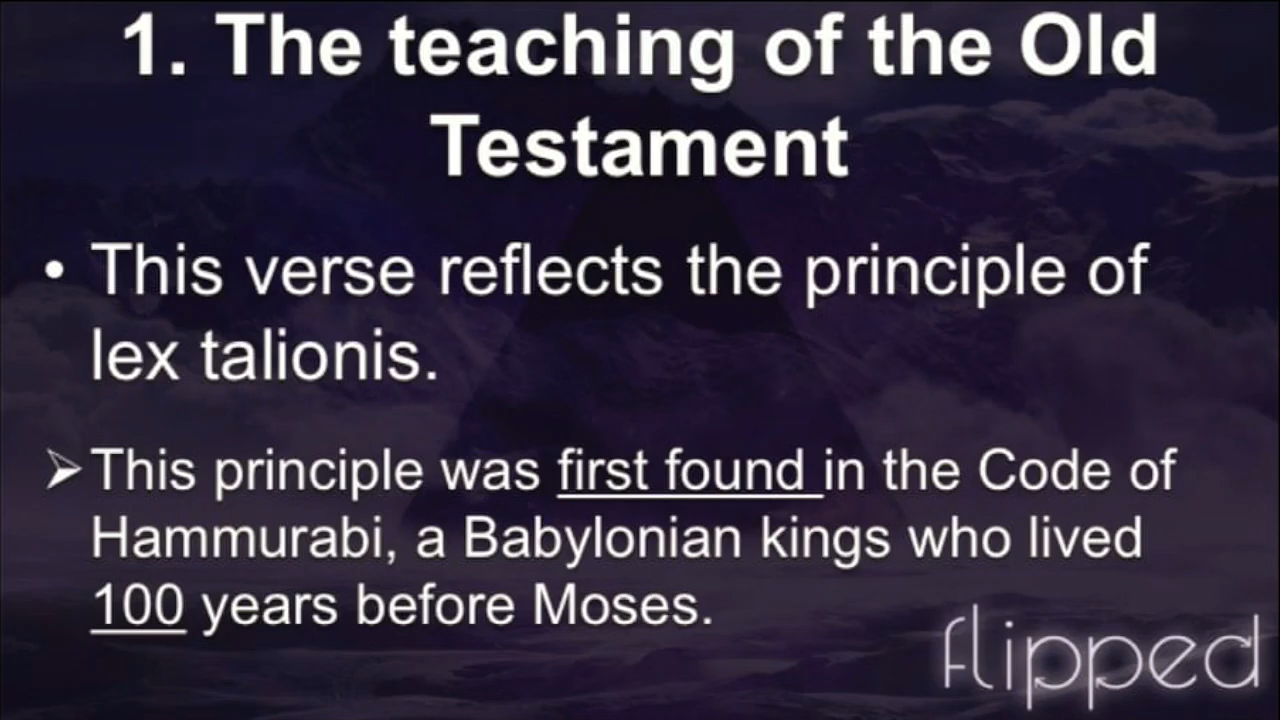 1. The teaching of the Old
Testament
• This verse reflects the principle of
lex talionis.
➢ This principle was first found in the Code of
Hammurabi, a Babylonian kings who lived
100 years before Moses.
flipped